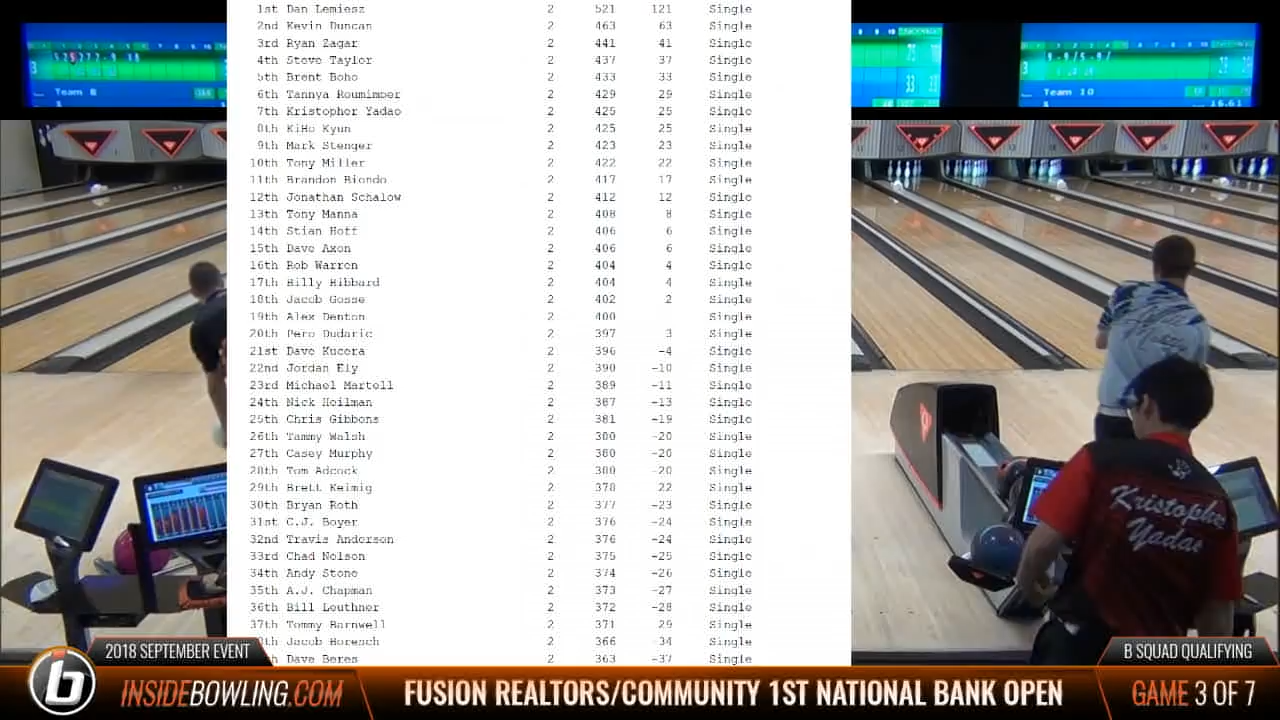 1st Dan Lemiesz 2 521 121 Single
2nd Kevin Duncan 2 463 63 Single
3rd Ryan Zagar 2 441 41 Single
4th Steve Taylor 2 437 37 Single
5th Brent Boho 2 433 33 Single
6th Tannya Roumimper 2 429 29 Single
7th Kristopher Yadao 2 425 25 Single
8th KiHo Kyun 2 425 25 Single
9th Mark Stenger 2 423 23 Single
10th Tony Miller 2 422 22 Single
11th Brandon Biondo 2 417 17 Single
12th Jonathan Schalow 2 412 12 Single
13th Tony Manna 2 408 8 Single
14th Stian Hoff 2 406 6 Single
15th Dave Axon 2 406 6 Single
16th Rob Warren 2 404 4 Single
17th Billy Hibbard 2 404 4 Single
18th Jacob Gosse 2 402 2 Single
19th Alex Denton 2 400 Single
20th Pero Dudaric 2 397 3 Single
21st Dave Kucera 2 396 -4 Single
22nd Jordan Ely 2 390 -10 Single
23rd Michael Martell 2 389 -11 Single
24th Nick Heilman 2 387 -13 Single
25th Chris Gibbons 2 381 -19 Single
26th Tammy Walsh 2 380 -20 Single
27th Casey Murphy 2 380 -20 Single
28th Tom Adcock 2 380 -20 Single
29th Brett Keimig 2 378 22 Single
30th Bryan Roth 2 377 -23 Single
31st C.J. Boyer 2 376 -24 Single
32nd Travis Anderson 2 376 -24 Single
33rd Chad Nelson 2 375 -25 Single
34th Andy Stone 2 374 -26 Single
35th A.J. Chapman 2 373 -27 Single
36th Bill Leuthner 2 372 -28 Single
37th Tommy Barnwell 2 371 29 Single
Jacob Horesch 2 366 -34 Single
Dave Beres 2 363 -37 Single
Team 8
Team 10
16.61
Kristophe
Yadao
2018 SEPTEMBER EVENT
B SQUAD QUALIFYING
b INSIDEBOWLING.COM
FUSION REALTORS/COMMUNITY 1ST NATIONAL BANK OPEN
GAME 3 OF 7